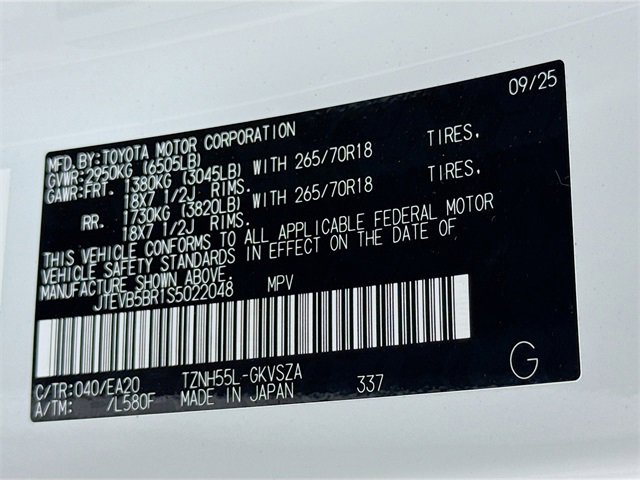 09/25
MFD.BY:TOYOTA MOTOR CORPORATION
GVWR:2950KG (6505LB)
GAWR:FRT. 1380KG (3045LB) WITH 265/70R18 TIRES,
18X7 1/2J RIMS.
RR. 1730KG (3820LB) WITH 265/70R18 TIRES,
18X7 1/2J RIMS.
THIS VEHICLE CONFORMS TO ALL APPLICABLE FEDERAL MOTOR
VEHICLE SAFETY STANDARDS IN EFFECT ON THE DATE OF
MANUFACTURE SHOWN ABOVE.
JTEVB5BR1S5022048 MPV
C/TR:040/EA20 TZNH55L-GKVSZA 337 G
A/TM: /L580F MADE IN JAPAN